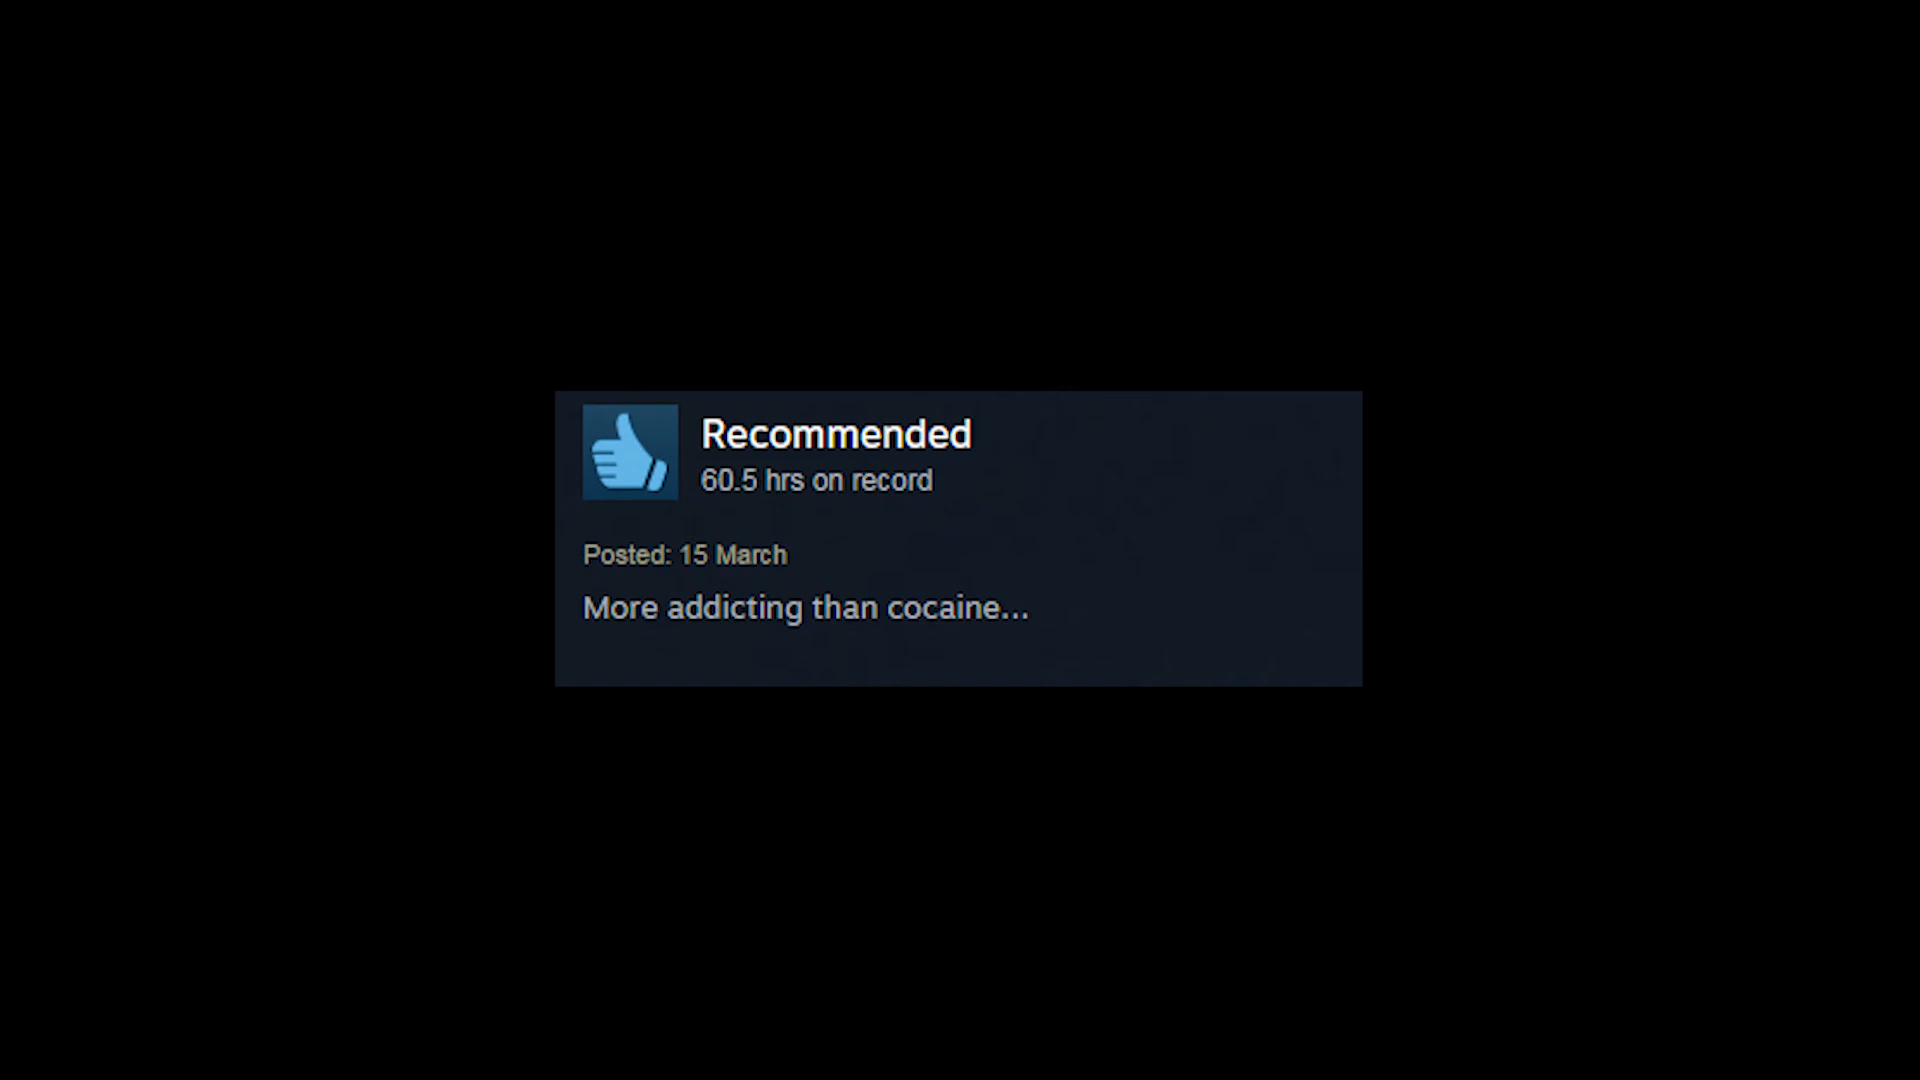 Recommended
60.5 hrs on record
Posted: 15 March
More addicting than cocaine...